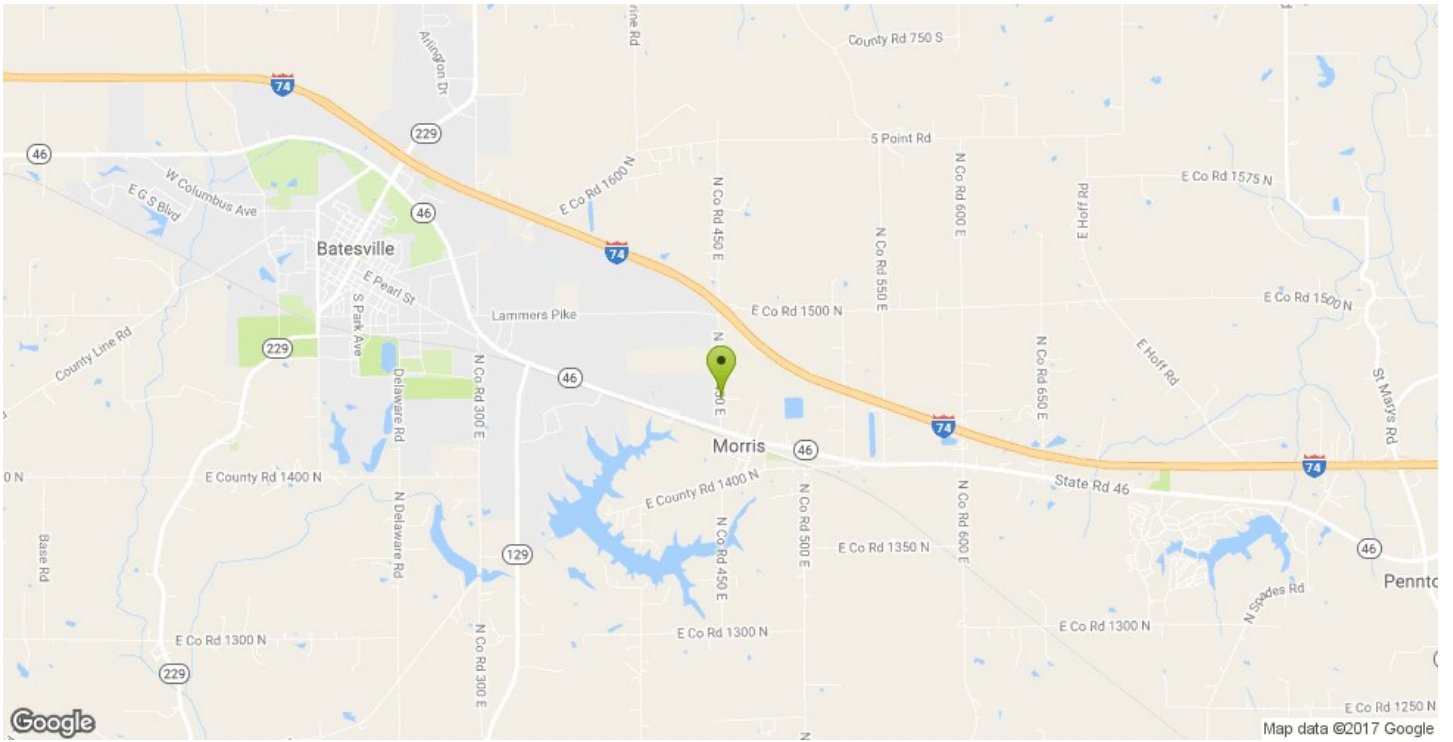 rine Rd
Arlington Dr
County Rd 750 S
74
229
S Point Rd
46
N Co Rd 600 E
E Co Rd 1600 N
N Co Rd 450 E
E Hoff Rd
E Co Rd 1575 N
W Columbus Ave
E G S Blvd
46
Batesville
74
N Co Rd 550 E
E Pearl St
S Park Ave
Lammers Pike
E Co Rd 1500 N
E Co Rd 1500 N
County Line Rd
229
Delaware Rd
N Co Rd 300 E
46
N
50 E
N Co Rd 650 E
E Hoff Rd
St Marys Rd
74
Morris
46
74
0 N
E County Rd 1400 N
E County Rd 1400 N
State Rd 46
N Delaware Rd
N Co Rd 450 E
N Co Rd 500 E
N Co Rd 600 E
Base Rd
129
E Co Rd 1350 N
46
Pennto
N Spades Rd
E Co Rd 1300 N
E Co Rd 1300 N
E Co Rd 1300 N
N Co Rd 300 E
229
E Co Rd 1250 N
N
Google
Map data ©2017 Google